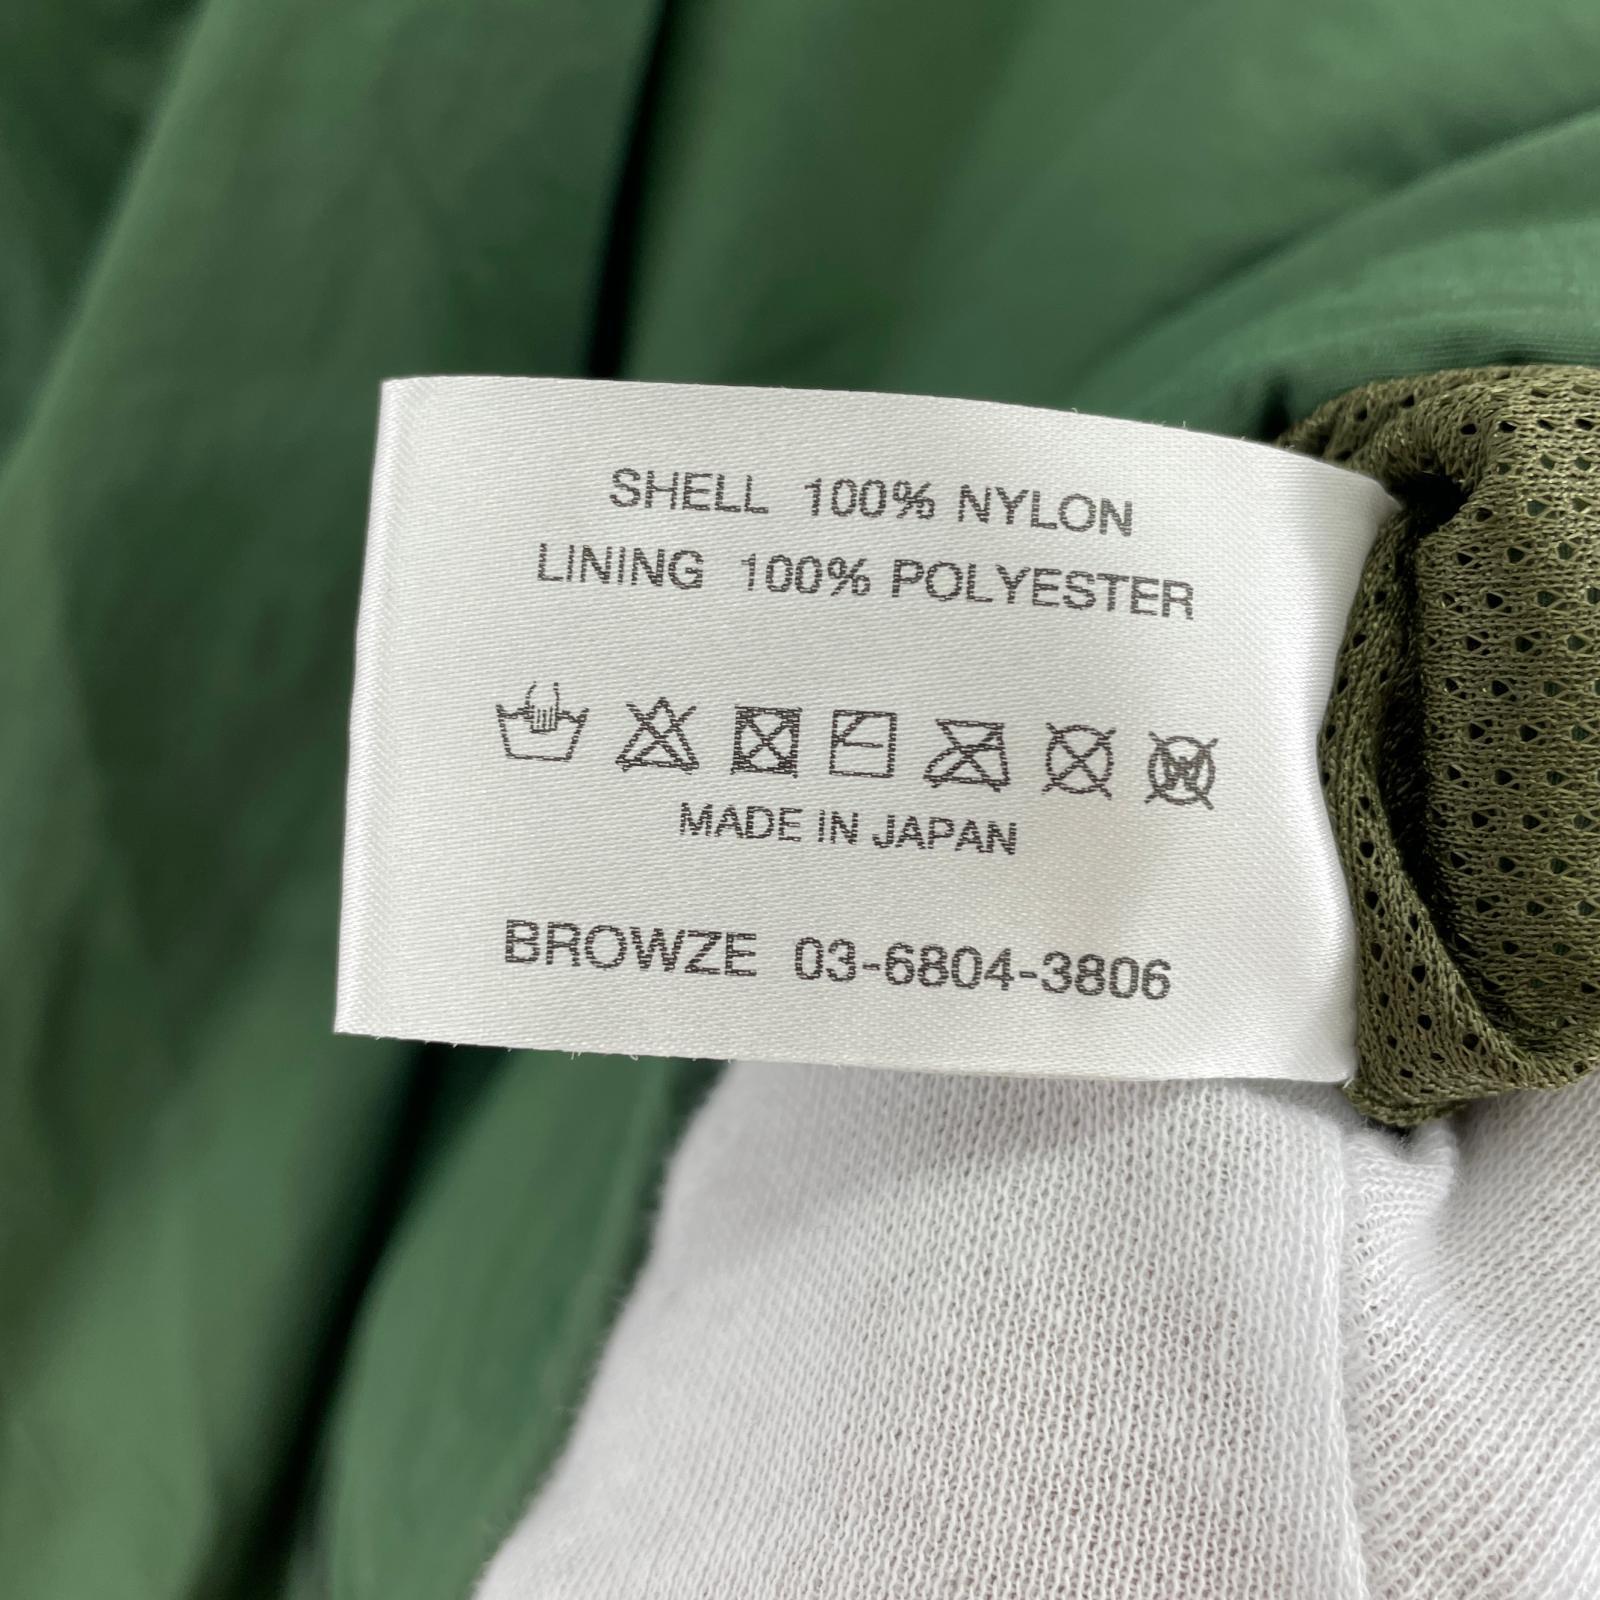 SHELL 100% NYLON
LINING 100% POLYESTER
MADE IN JAPAN
BROWZE 03-6804-3806